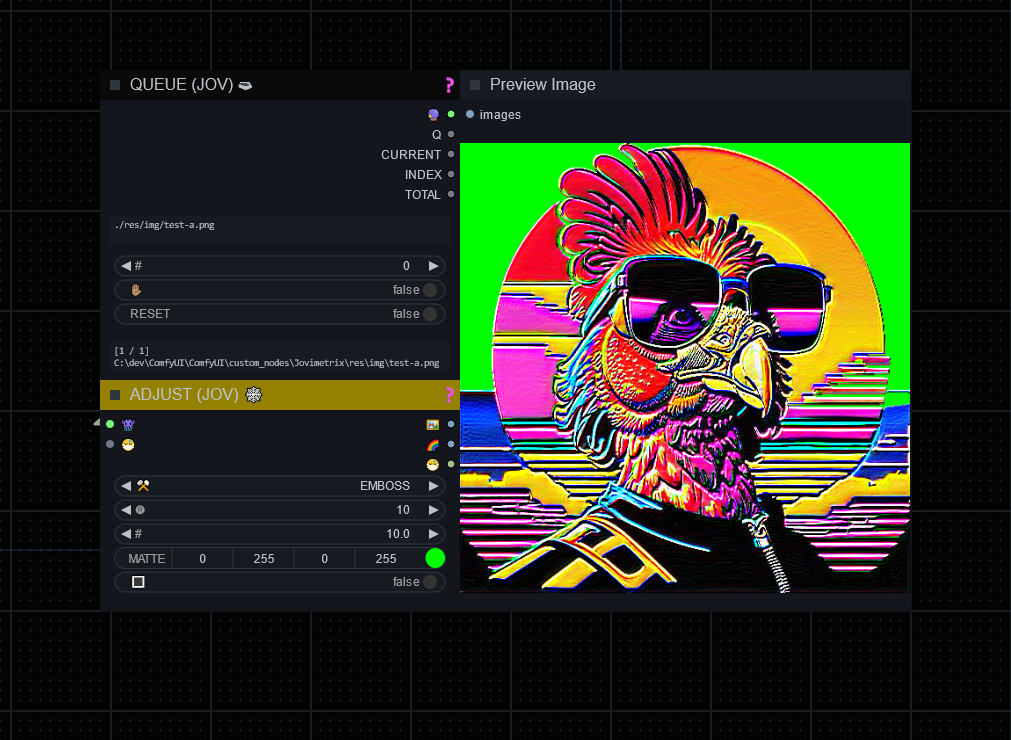 QUEUE (JOV)
?
Q
CURRENT
INDEX
TOTAL
./res/img/test-a.png
# 0
false
RESET false
[1 / 1]
C:\dev\ComfyUI\ComfyUI\custom_nodes\Jovimetrix\res\img\test-a.png
ADJUST (JOV)
?
EMBOSS
10
# 10.0
MATTE 0 255 0 255
false
Preview Image
images